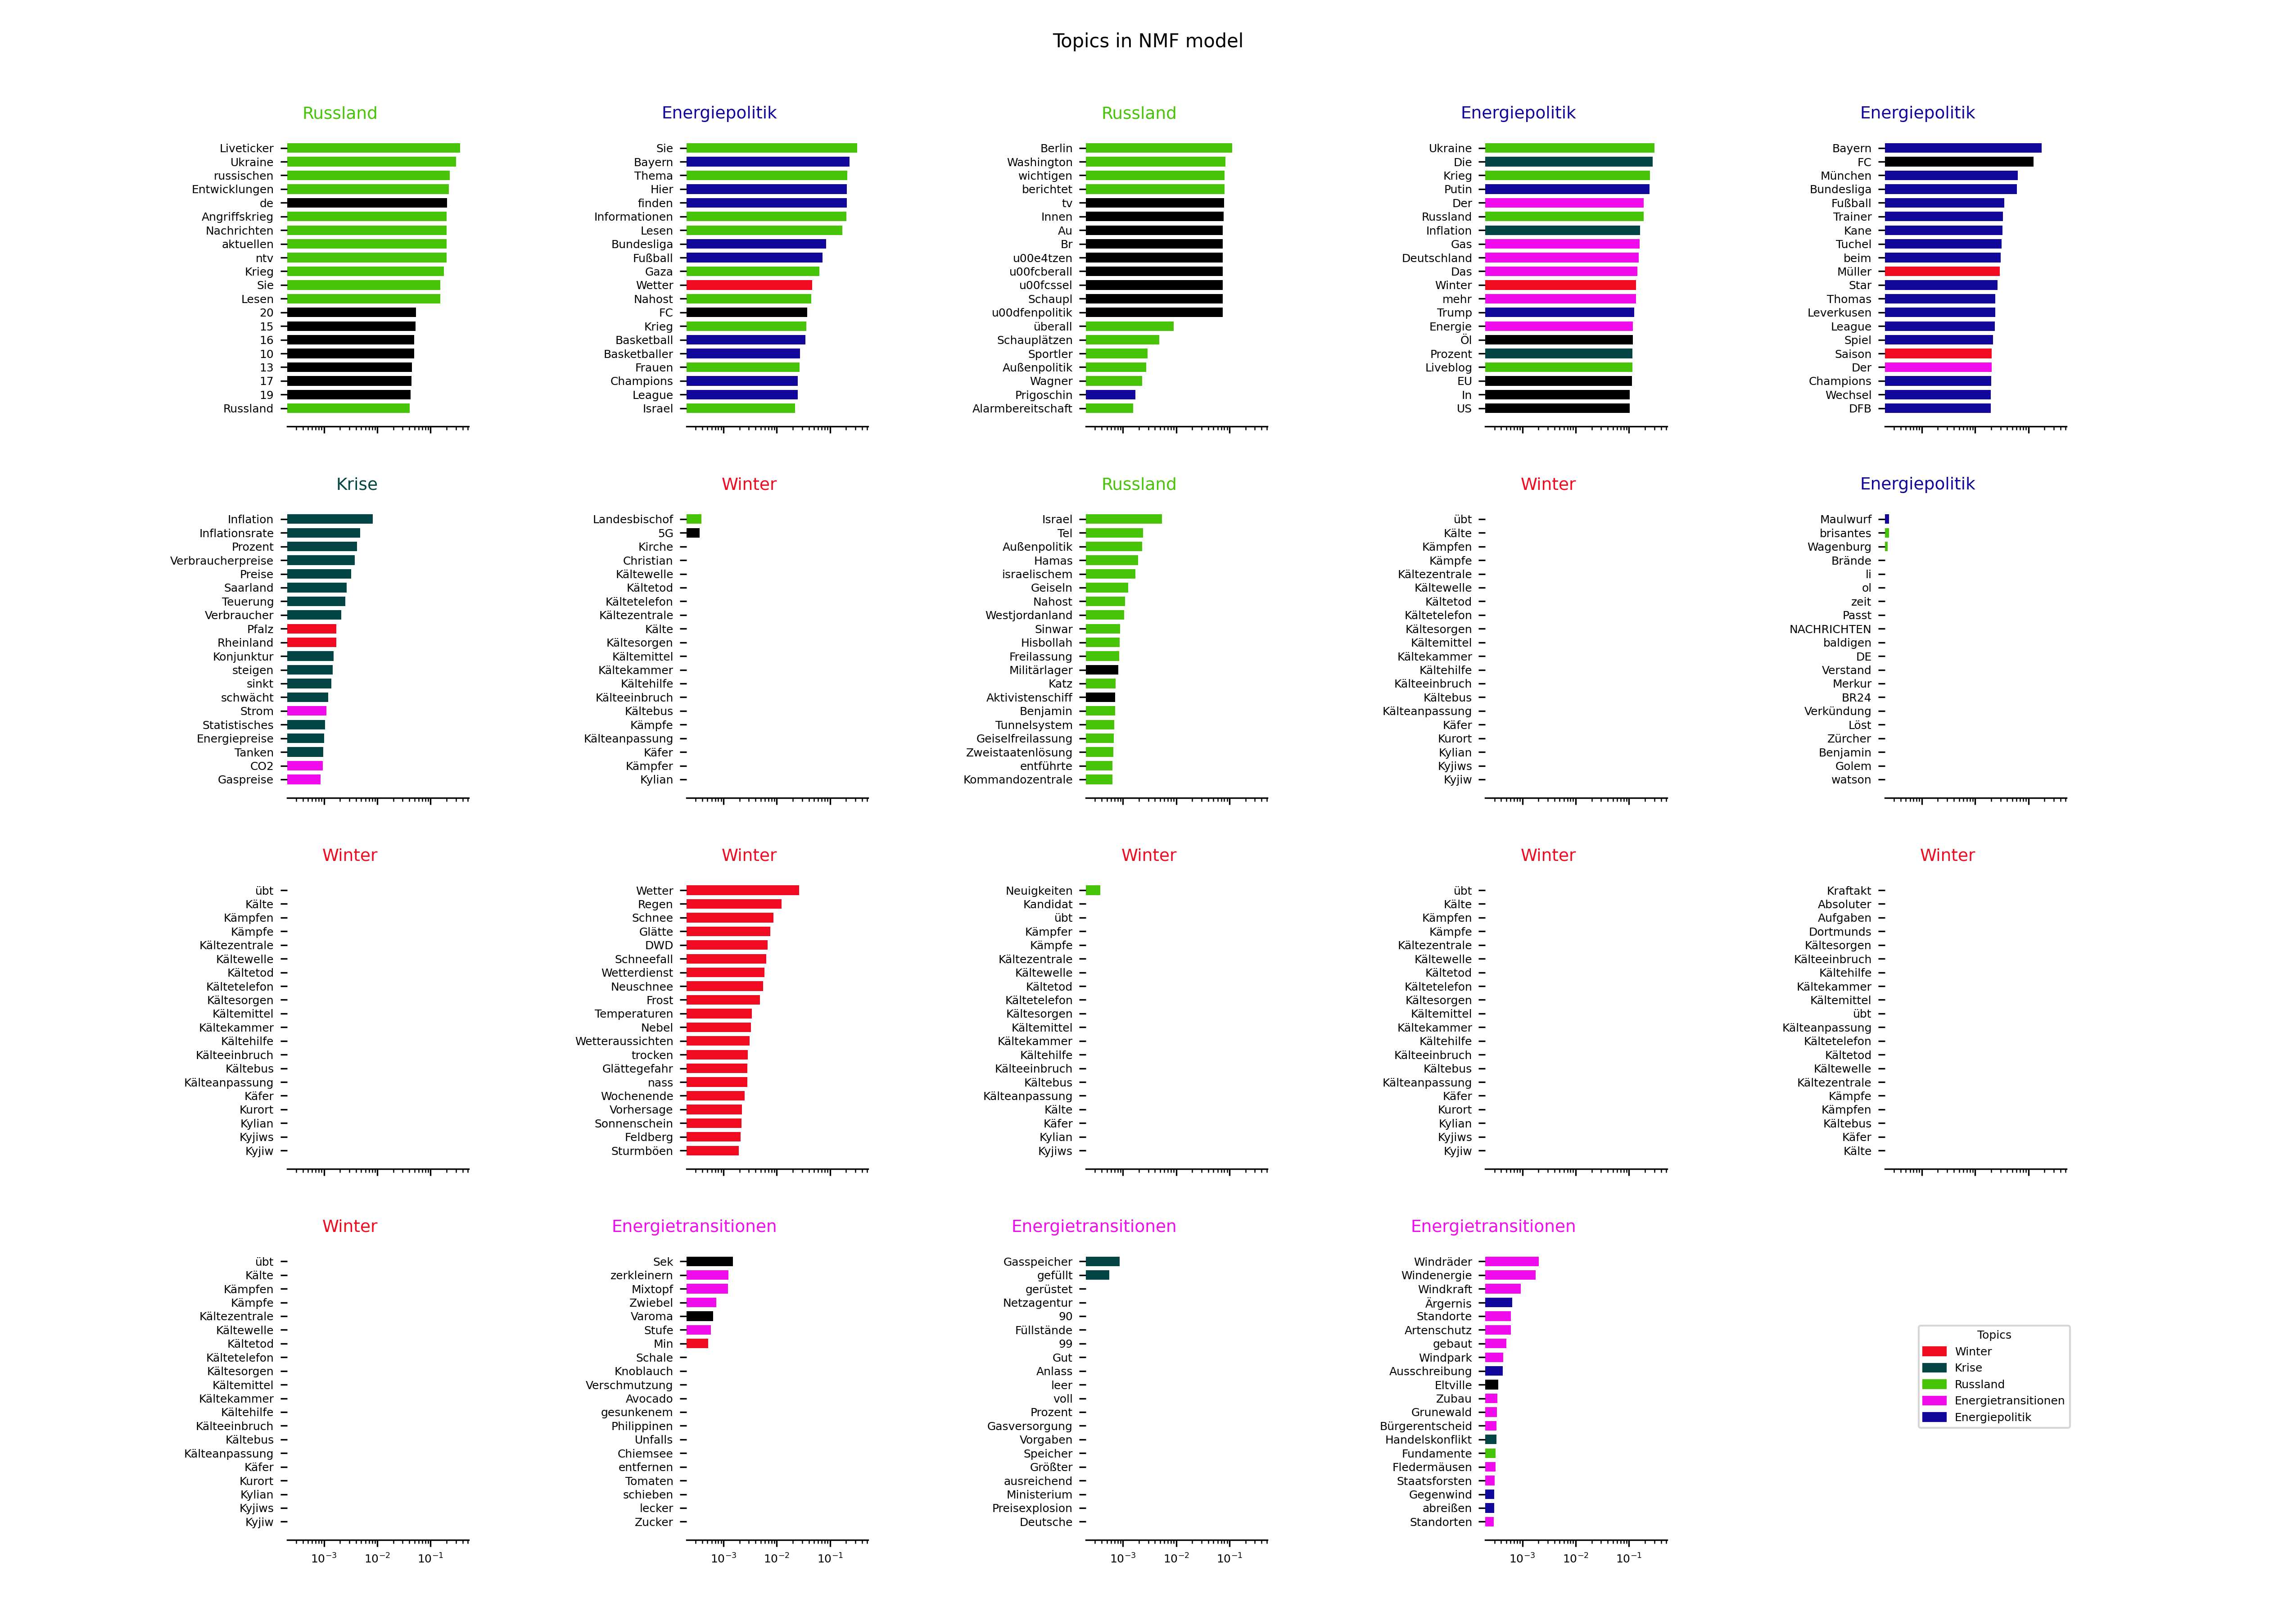 Topics in NMF model
Russland
Liveticker
Ukraine
russischen
Entwicklungen
de
Angriffskrieg
Nachrichten
aktuellen
ntv
Krieg
Sie
Lesen
20
15
16
10
13
17
19
Russland
Energiepolitik
Sie
Bayern
Thema
Hier
finden
Informationen
Lesen
Bundesliga
Fußball
Gaza
Wetter
Nahost
FC
Krieg
Basketball
Basketballer
Frauen
Champions
League
Israel
Russland
Berlin
Washington
wichtigen
berichtet
tv
Innen
Au
Br
u00e4tzen
u00fcberall
u00fcssel
Schaupl
u00dfenpolitik
überall
Schauplätzen
Sportler
Außenpolitik
Wagner
Prigoschin
Alarmbereitschaft
Energiepolitik
Ukraine
Die
Krieg
Putin
Der
Russland
Inflation
Gas
Deutschland
Das
Winter
mehr
Trump
Energie
Öl
Prozent
Liveblog
EU
In
US
Energiepolitik
Bayern
FC
München
Bundesliga
Fußball
Trainer
Kane
Tuchel
beim
Müller
Star
Thomas
Leverkusen
League
Spiel
Saison
Der
Champions
Wechsel
DFB
Krise
Inflation
Inflationsrate
Prozent
Verbraucherpreise
Preise
Saarland
Teuerung
Verbraucher
Pfalz
Rheinland
Konjunktur
steigen
sinkt
schwächt
Strom
Statistisches
Energiepreise
Tanken
CO2
Gaspreise
Winter
Landesbischof
5G
Kirche
Christian
Kältewelle
Kältetod
Kältetelefon
Kältezentrale
Kälte
Kältesorgen
Kältemittel
Kältekammer
Kältehilfe
Kälteeinbruch
Kältebus
Kämpfe
Kälteanpassung
Käfer
Kämpfer
Kylian
Russland
Israel
Tel
Außenpolitik
Hamas
israelischem
Geiseln
Nahost
Westjordanland
Sinwar
Hisbollah
Freilassung
Militärlager
Katz
Aktivistenschiff
Benjamin
Tunnelsystem
Geiselfreilassung
Zweistaatenlösung
entführte
Kommandozentrale
Winter
übt
Kälte
Kämpfen
Kämpfe
Kältezentrale
Kältewelle
Kältetod
Kältetelefon
Kältesorgen
Kältemittel
Kältekammer
Kältehilfe
Kälteeinbruch
Kältebus
Kälteanpassung
Käfer
Kurort
Kylian
Kyjiws
Kyjiw
Energiepolitik
Maulwurf
brisantes
Wagenburg
Brände
li
ol
zeit
Passt
NACHRICHTEN
baldigen
DE
Verstand
Merkur
BR24
Verkündung
Löst
Zürcher
Benjamin
Golem
watson
Winter
übt
Kälte
Kämpfen
Kämpfe
Kältezentrale
Kältewelle
Kältetod
Kältetelefon
Kältesorgen
Kältemittel
Kältekammer
Kältehilfe
Kälteeinbruch
Kältebus
Kälteanpassung
Käfer
Kurort
Kylian
Kyjiws
Kyjiw
Winter
Wetter
Regen
Schnee
Glätte
DWD
Schneefall
Wetterdienst
Neuschnee
Frost
Temperaturen
Nebel
Wetteraussichten
trocken
Glättegefahr
nass
Wochenende
Vorhersage
Sonnenschein
Feldberg
Sturmböen
Winter
Neuigkeiten
Kandidat
übt
Kämpfer
Kämpfe
Kältezentrale
Kältewelle
Kältetod
Kältetelefon
Kältesorgen
Kältemittel
Kältekammer
Kältehilfe
Kälteeinbruch
Kältebus
Kälteanpassung
Kälte
Käfer
Kylian
Kyjiws
Winter
übt
Kälte
Kämpfen
Kämpfe
Kältezentrale
Kältewelle
Kältetod
Kältetelefon
Kältesorgen
Kältemittel
Kältekammer
Kältehilfe
Kälteeinbruch
Kältebus
Kälteanpassung
Käfer
Kurort
Kylian
Kyjiws
Kyjiw
Winter
Kraftakt
Absoluter
Aufgaben
Dortmunds
Kältesorgen
Kälteeinbruch
Kältehilfe
Kältekammer
Kältemittel
übt
Kälteanpassung
Kältetelefon
Kältetod
Kältewelle
Kältezentrale
Kämpfe
Kämpfen
Kältebus
Käfer
Kälte
Winter
übt
Kälte
Kämpfen
Kämpfe
Kältezentrale
Kältewelle
Kältetod
Kältetelefon
Kältesorgen
Kältemittel
Kältekammer
Kältehilfe
Kälteeinbruch
Kältebus
Kälteanpassung
Käfer
Kurort
Kylian
Kyjiws
Kyjiw
10⁻³ 10⁻² 10⁻¹
Energietransitionen
Sek
zerkleinern
Mixtopf
Zwiebel
Varoma
Stufe
Min
Schale
Knoblauch
Verschmutzung
Avocado
gesunkenem
Philippinen
Unfalls
Chiemsee
entfernen
Tomaten
schieben
lecker
Zucker
10⁻³ 10⁻² 10⁻¹
Energietransitionen
Gasspeicher
gefüllt
gerüstet
Netzagentur
90
Füllstände
99
Gut
Anlass
leer
voll
Prozent
Gasversorgung
Vorgaben
Speicher
Größter
ausreichend
Ministerium
Preisexplosion
Deutsche
10⁻³ 10⁻² 10⁻¹
Energietransitionen
Windräder
Windenergie
Windkraft
Ärgernis
Standorte
Artenschutz
gebaut
Windpark
Ausschreibung
Eltville
Zubau
Grunewald
Bürgerentscheid
Handelskonflikt
Fundamente
Fledermäusen
Staatsforsten
Gegenwind
abreißen
Standorten
10⁻³ 10⁻² 10⁻¹
Topics
Winter
Krise
Russland
Energietransitionen
Energiepolitik